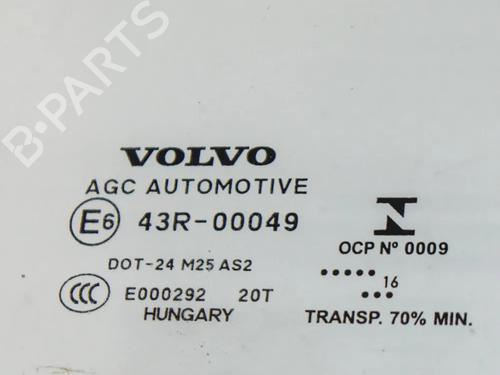 B-PARTS
VOLVO
AGC AUTOMOTIVE
E6 43R-00049
DOT-24 M25 AS2
CCC E000292 20T
HUNGARY
N
OCP Nº 0009
..... 16
...
TRANSP. 70% MIN.